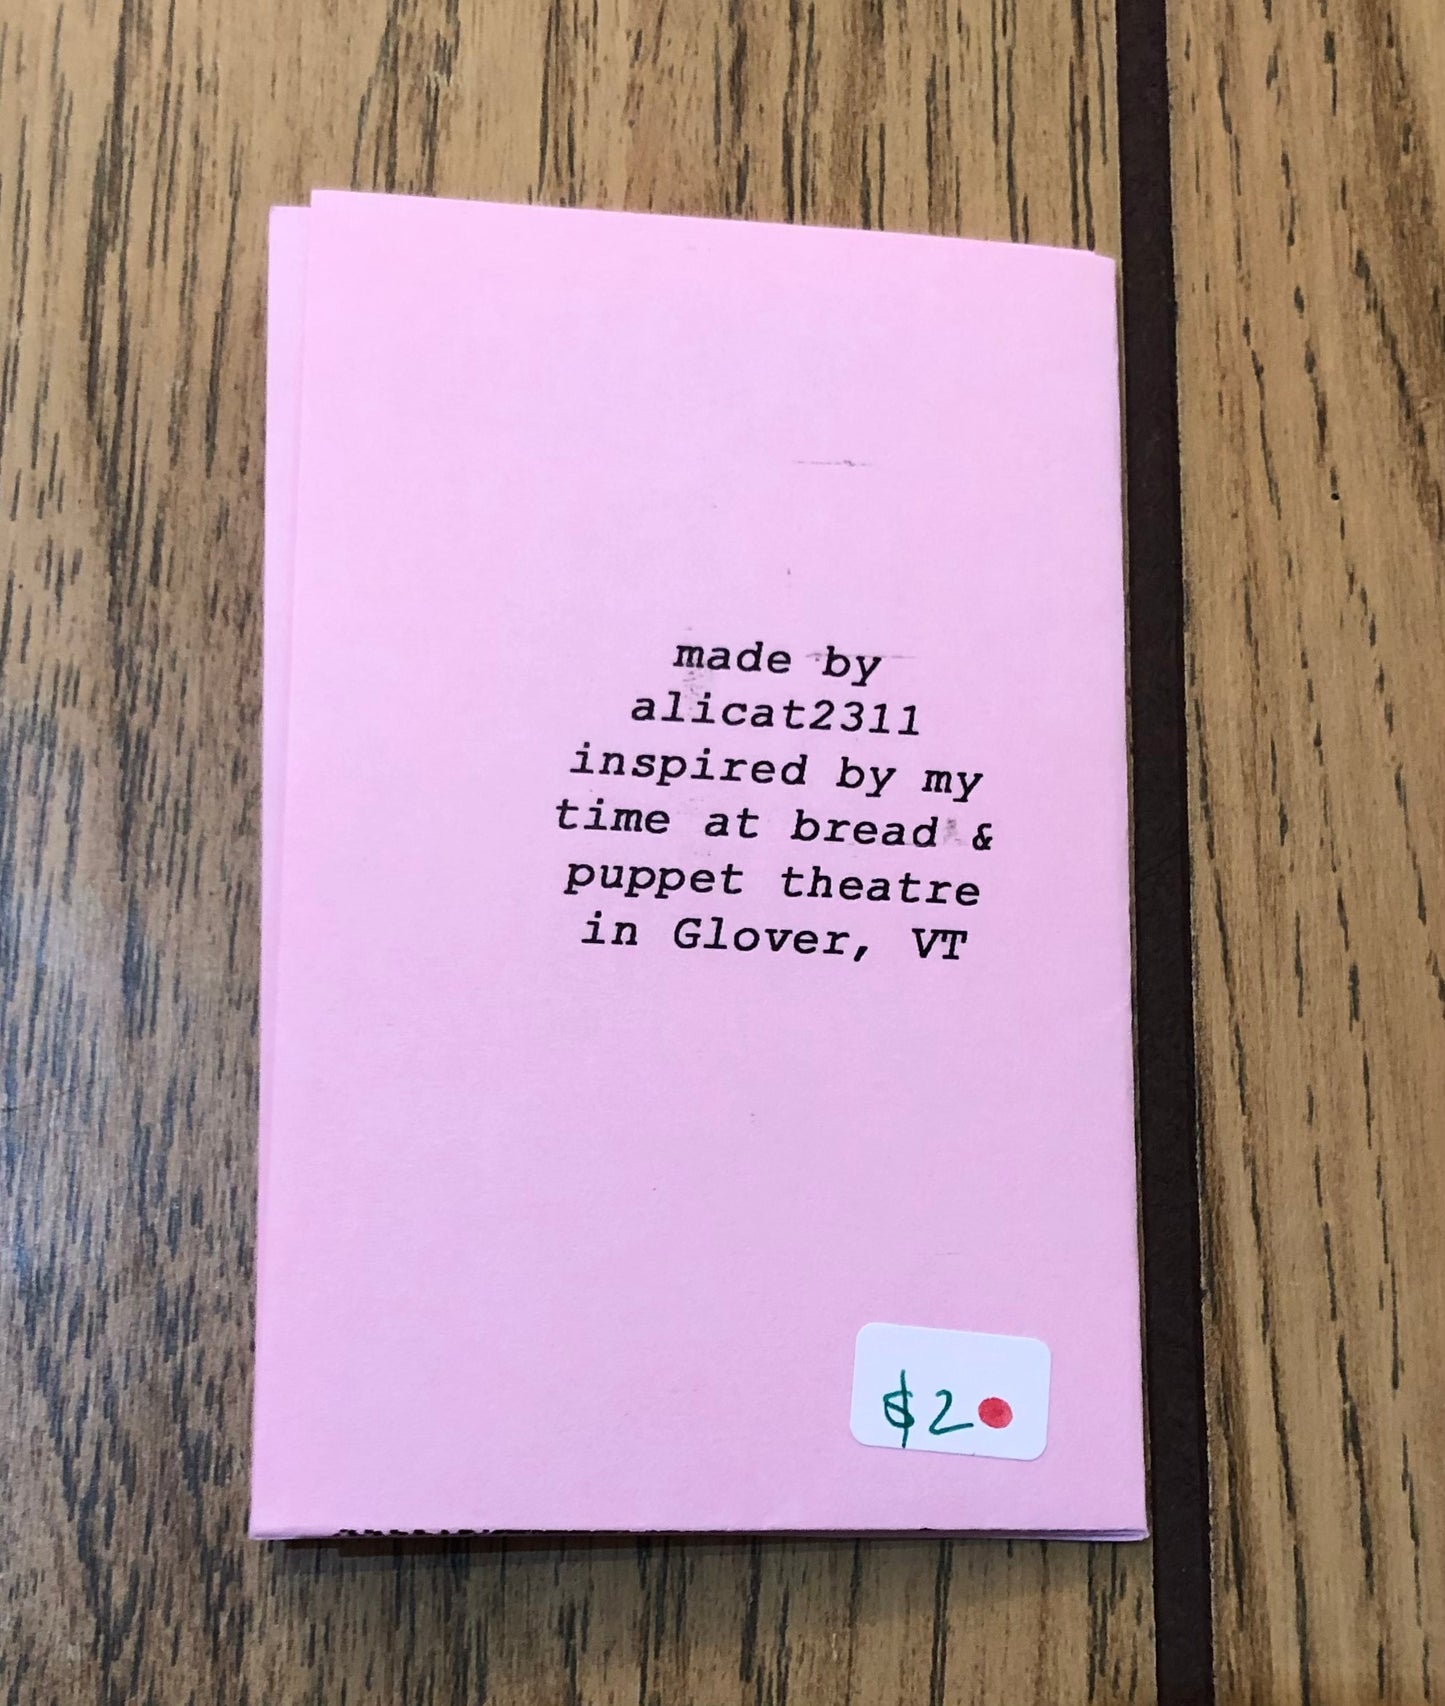 made by
alicat2311
inspired by my
time at bread &
puppet theatre
in Glover, VT
$2